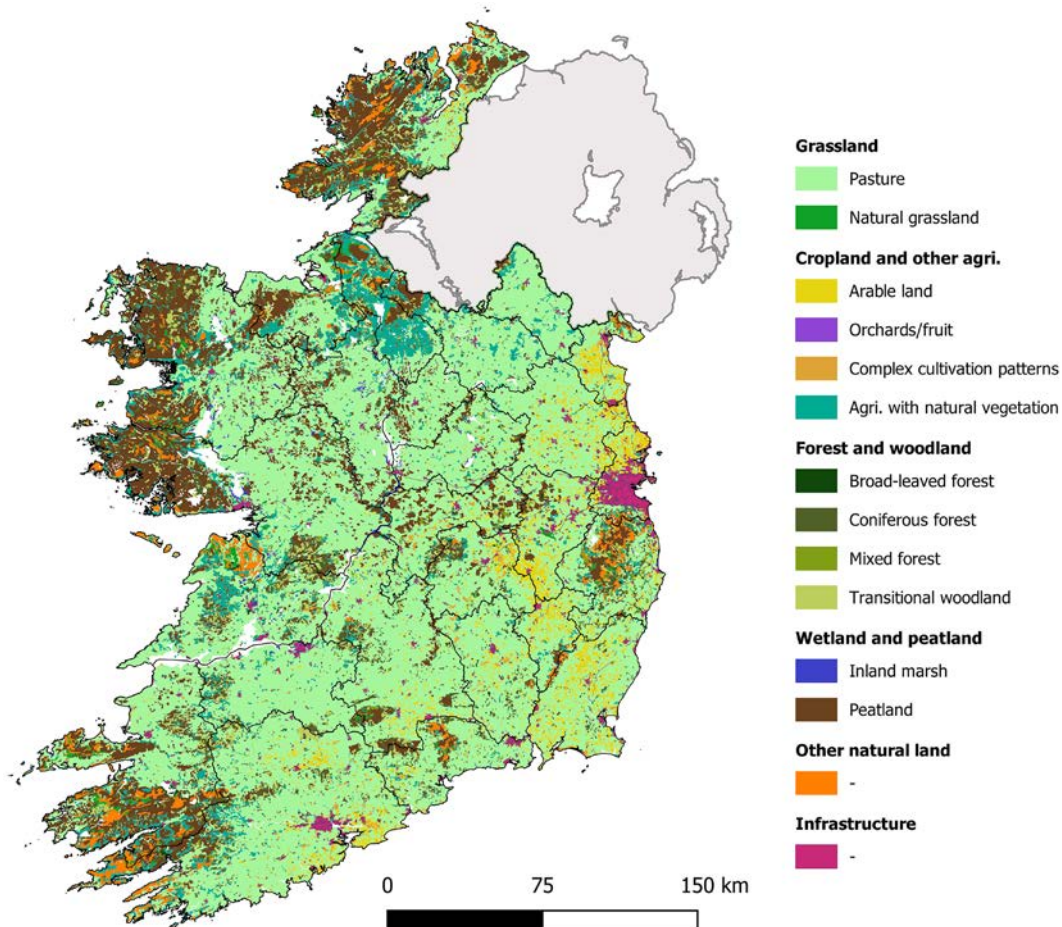 Grassland
Pasture
Natural grassland
Cropland and other agri.
Arable land
Orchards/fruit
Complex cultivation patterns
Agri. with natural vegetation
Forest and woodland
Broad-leaved forest
Coniferous forest
Mixed forest
Transitional woodland
Wetland and peatland
Inland marsh
Peatland
Other natural land
-
Infrastructure
-
0 75 150 km